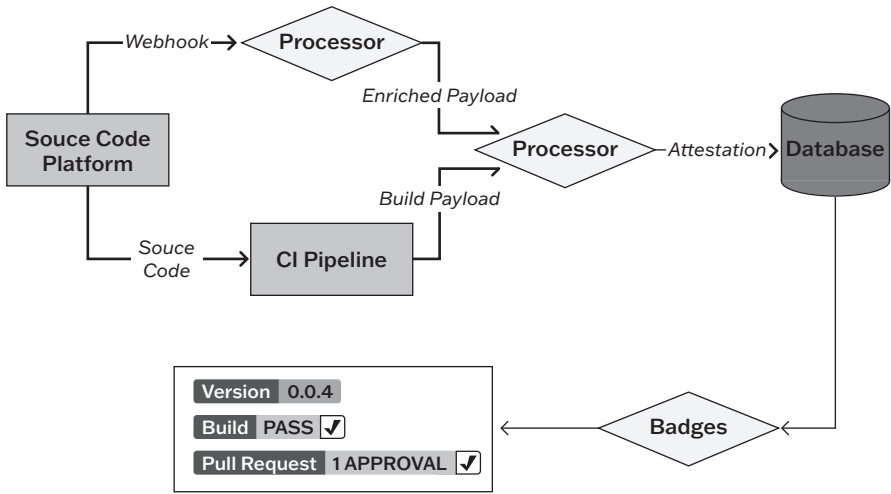 Webhook
Processor
Enriched Payload
Souce Code
Platform
Processor
Attestation
Database
Build Payload
Souce
Code
CI Pipeline
Version 0.0.4
Build PASS
Pull Request 1 APPROVAL
Badges